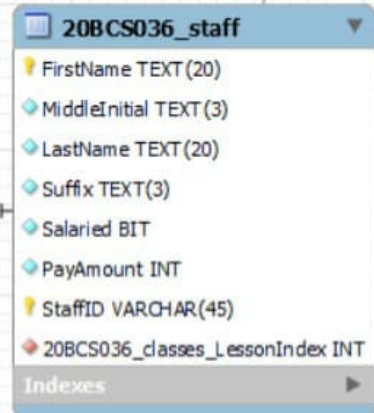 20BCS036_staff
FirstName TEXT(20)
MiddleInitial TEXT(3)
LastName TEXT(20)
Suffix TEXT(3)
Salaried BIT
PayAmount INT
StaffID VARCHAR(45)
20BCS036_classes_LessonIndex INT
Indexes